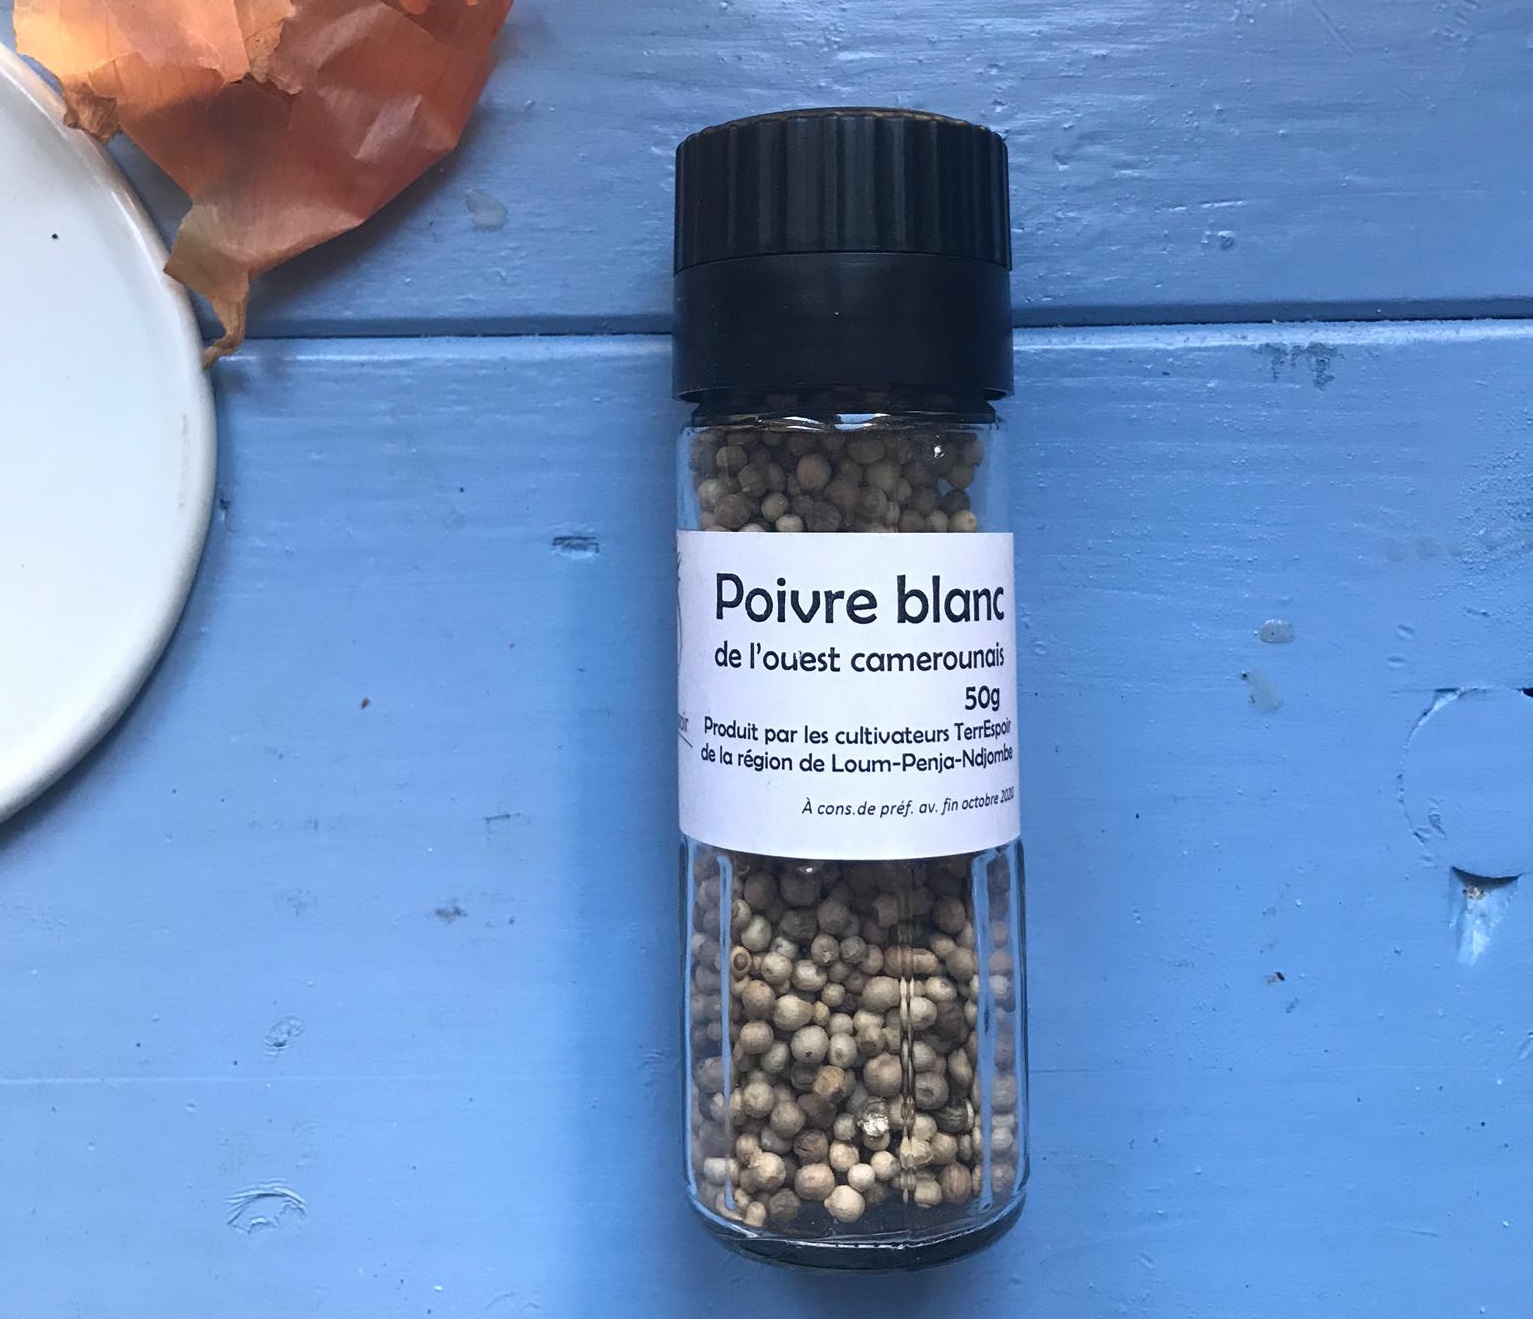 Poivre blanc
de l'ouest camerounais
50g
Produit par les cultivateurs TerrEspoir
de la région de Loum-Penja-Ndjombe
À cons.de préf. av. fin octobre 2020